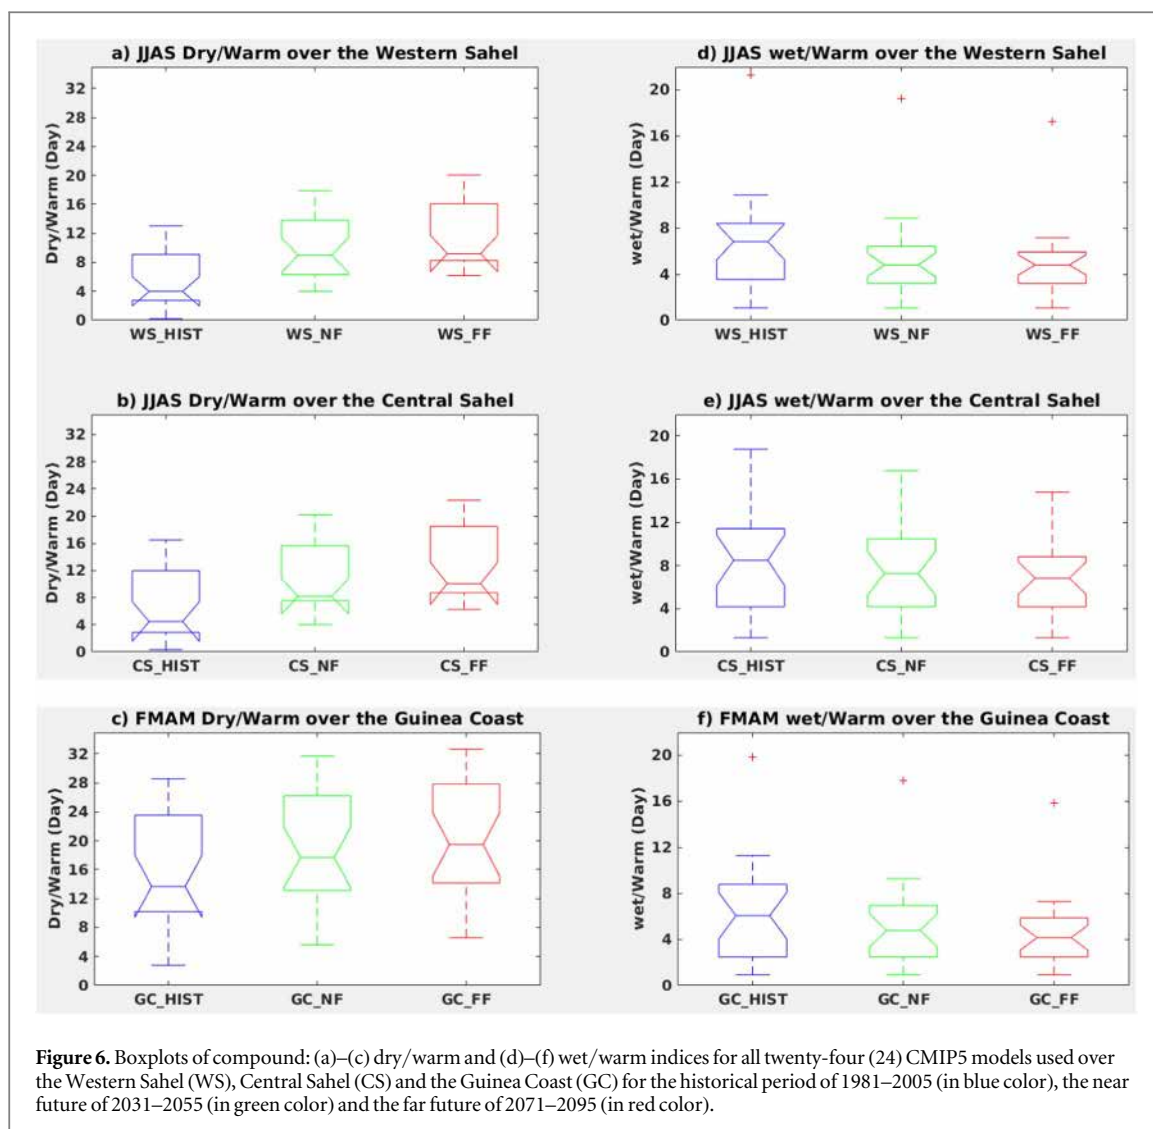 a) JJAS Dry/Warm over the Western Sahel
Dry/Warm (Day)
32
28
24
20
16
12
8
4
0
WS_HIST WS_NF WS_FF
d) JJAS wet/Warm over the Western Sahel
wet/Warm (Day)
20
16
12
8
4
0
WS_HIST WS_NF WS_FF
b) JJAS Dry/Warm over the Central Sahel
Dry/Warm (Day)
32
28
24
20
16
12
8
4
0
CS_HIST CS_NF CS_FF
e) JJAS wet/Warm over the Central Sahel
wet/Warm (Day)
20
16
12
8
4
0
CS_HIST CS_NF CS_FF
c) FMAM Dry/Warm over the Guinea Coast
Dry/Warm (Day)
32
28
24
20
16
12
8
4
0
GC_HIST GC_NF GC_FF
f) FMAM wet/Warm over the Guinea Coast
wet/Warm (Day)
20
16
12
8
4
0
GC_HIST GC_NF GC_FF
Figure 6. Boxplots of compound: (a)–(c) dry/warm and (d)–(f) wet/warm indices for all twenty-four (24) CMIP5 models used over
the Western Sahel (WS), Central Sahel (CS) and the Guinea Coast (GC) for the historical period of 1981–2005 (in blue color), the near
future of 2031–2055 (in green color) and the far future of 2071–2095 (in red color).